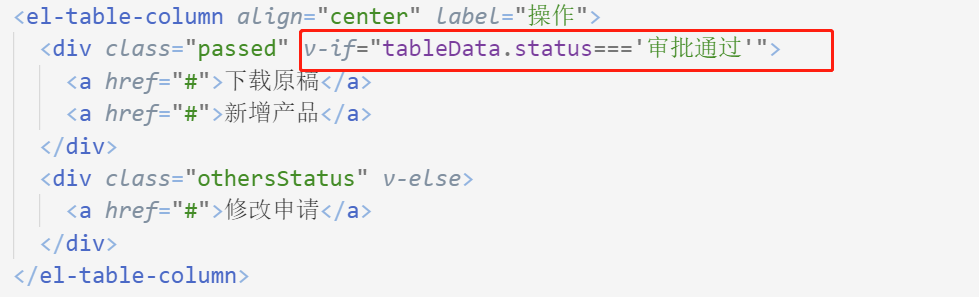 <el-table-column align="center" label="操作">
<div class="passed" v-if="tableData.status==='审批通过'">
<a href="#">下载原稿</a>
<a href="#">新增产品</a>
</div>
<div class="othersStatus" v-else>
<a href="#">修改申请</a>
</div>
</el-table-column>